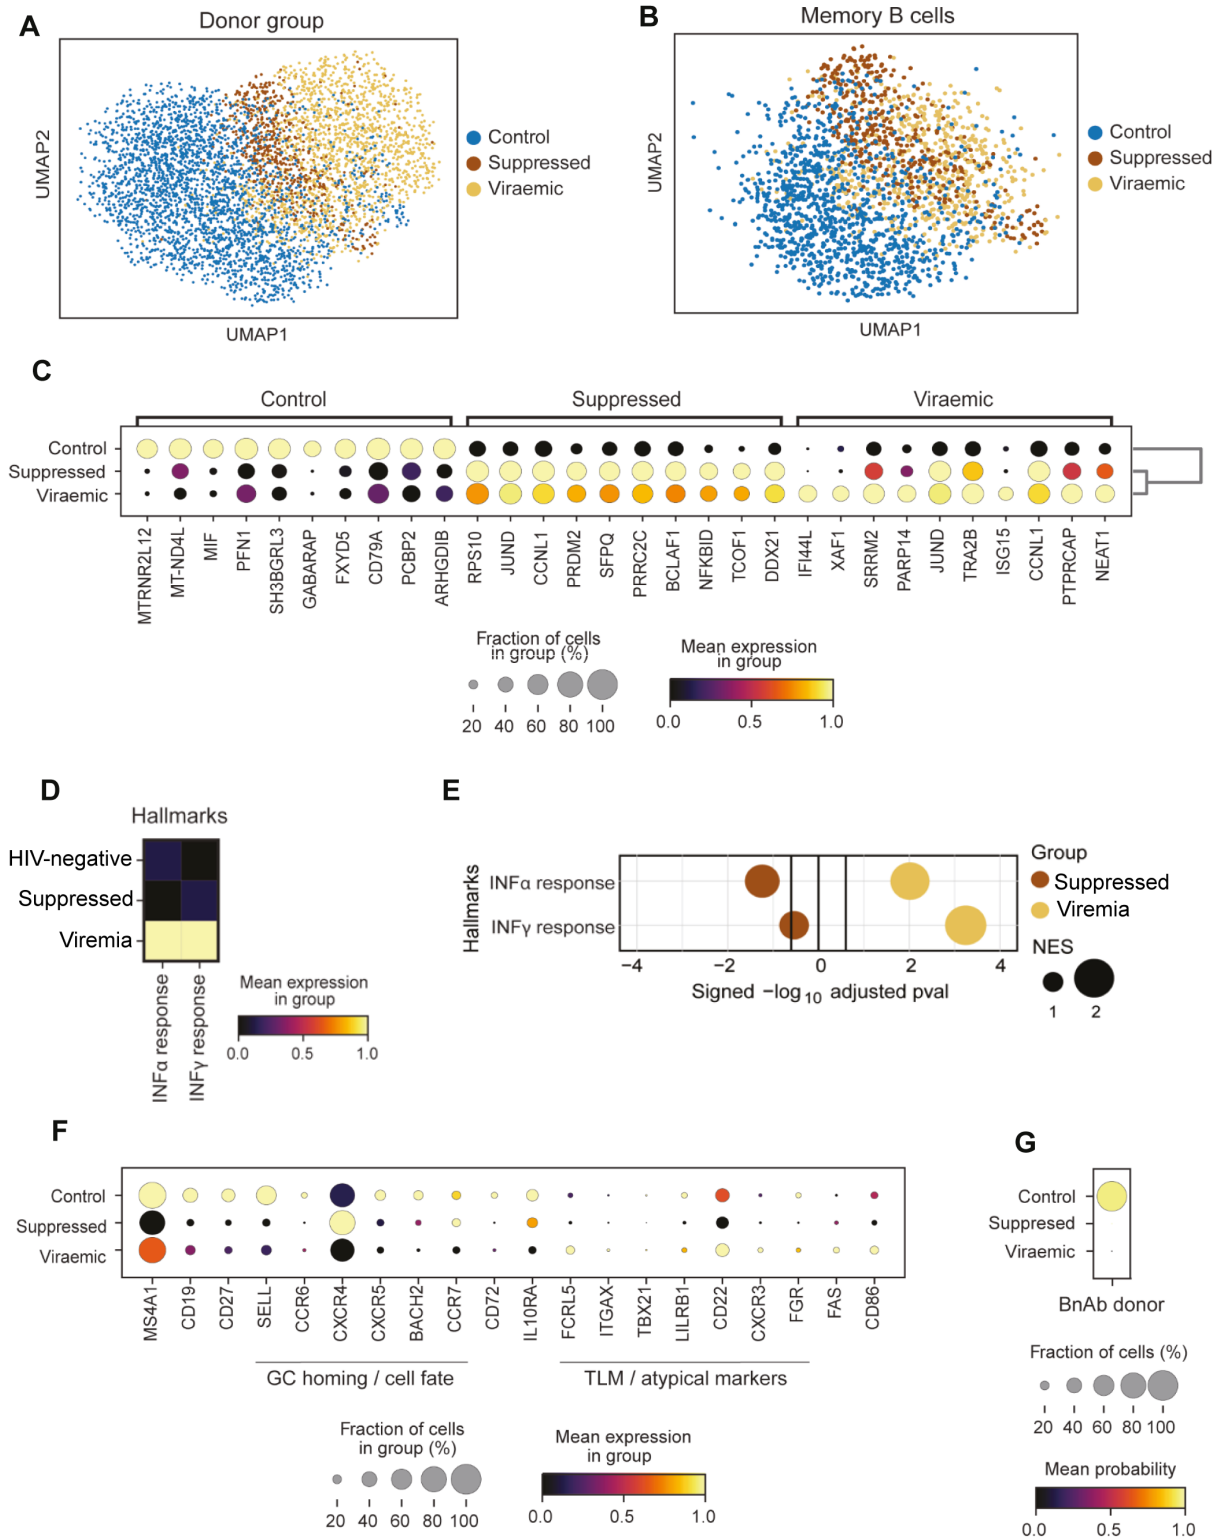 A
Donor group
UMAP2
UMAP1
Control
Suppressed
Viraemic
B
Memory B cells
UMAP2
UMAP1
Control
Suppressed
Viraemic
C
Control Suppressed Viraemic
Control
Suppressed
Viraemic
MTRNR2L12 MT-ND4L MIF PFN1 SH3BGRL3 GABARAP FXYD5 CD79A PCBP2 ARHGDIB RPS10 JUND CCNL1 PRDM2 SFPQ PRRC2C BCLAF1 NFKBID TCOF1 DDX21 IFI44L XAF1 SRRM2 PARP14 JUND TRA2B ISG15 CCNL1 PTPRCAP NEAT1
Fraction of cells
in group (%)
20 40 60 80 100
Mean expression
in group
0.0 0.5 1.0
D
Hallmarks
HIV-negative
Suppressed
Viremia
INFα response
INFγ response
Mean expression
in group
0.0 0.5 1.0
E
Hallmarks
INFα response
INFγ response
−4 −2 0 2 4
Signed −log10 adjusted pval
Group
Suppressed
Viremia
NES
1 2
F
Control
Suppressed
Viraemic
MS4A1 CD19 CD27 SELL CCR6 CXCR4 CXCR5 BACH2 CCR7 CD72 IL10RA FCRL5 ITGAX TBX21 LILRB1 CD22 CXCR3 FGR FAS CD86
GC homing / cell fate
TLM / atypical markers
Fraction of cells
in group (%)
20 40 60 80 100
Mean expression
in group
0.0 0.5 1.0
G
Control
Suppresed
Viraemic
BnAb donor
Fraction of cells (%)
20 40 60 80 100
Mean probability
0.0 0.5 1.0